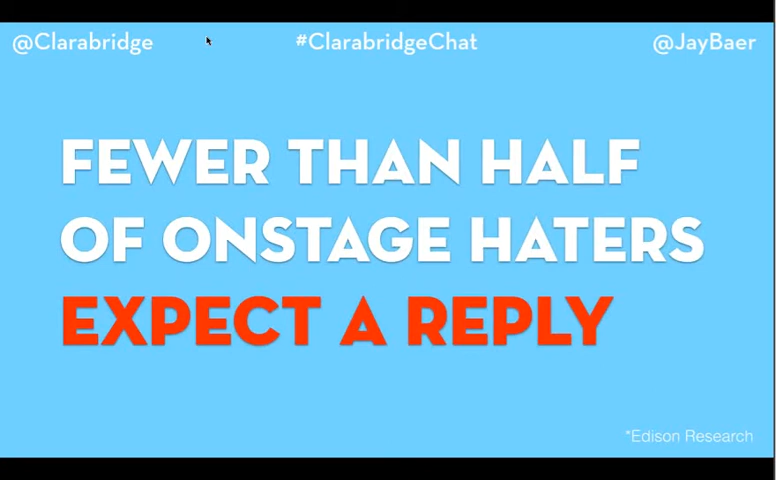 @Clarabridge #ClarabridgeChat @JayBaer
FEWER THAN HALF
OF ONSTAGE HATERS
EXPECT A REPLY
*Edison Research